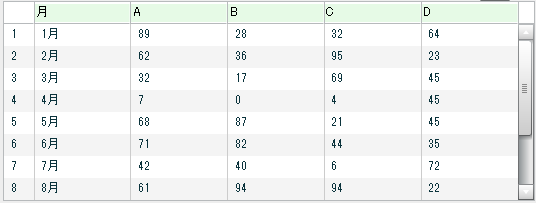 月 A B C D
1 1月 89 28 32 64
2 2月 62 36 95 23
3 3月 32 17 69 45
4 4月 7 0 4 45
5 5月 68 87 21 45
6 6月 71 82 44 35
7 7月 42 40 6 72
8 8月 61 94 94 22